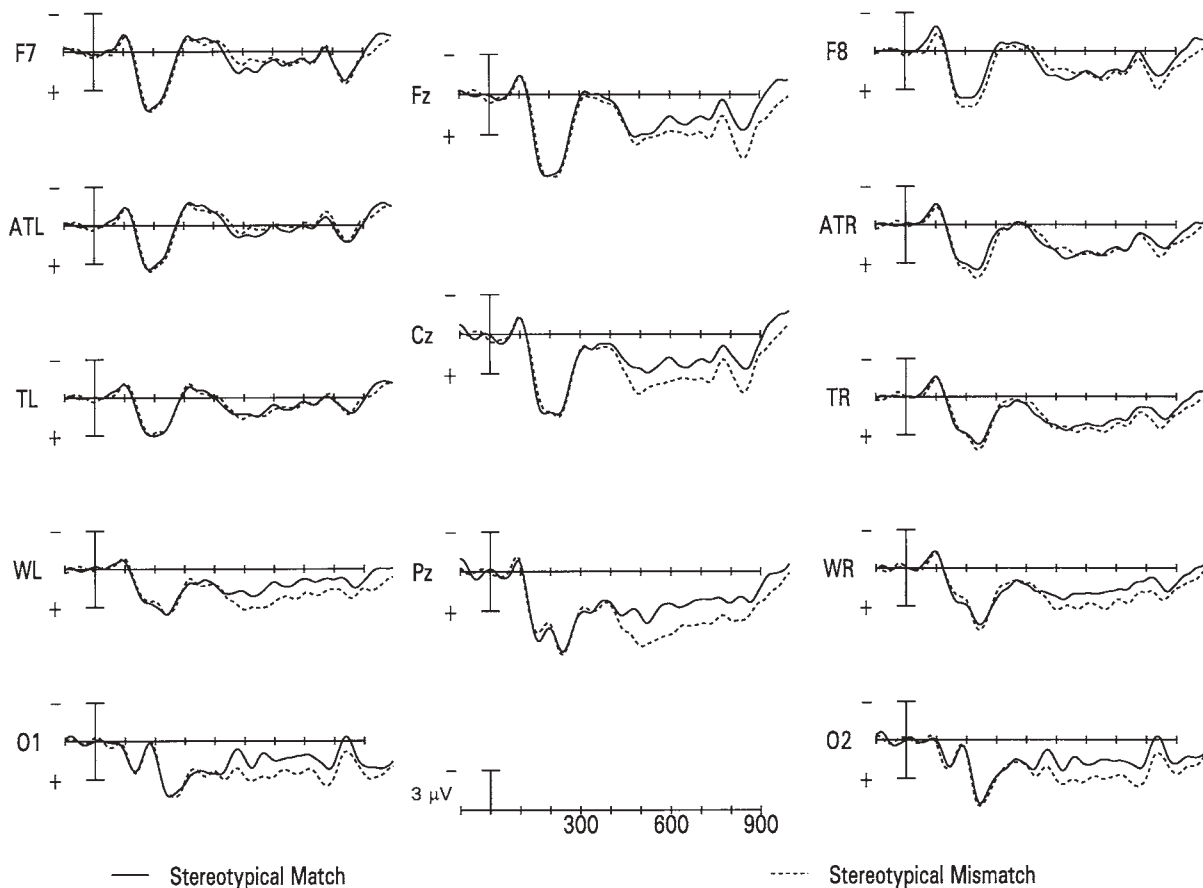 −
F7
+
−
Fz
+
−
F8
+
−
ATL
+
−
ATR
+
−
Cz
+
−
TL
+
−
TR
+
−
WL
+
−
Pz
+
−
WR
+
−
O1
+
−
O2
+
−
3 μV
300 600 900
Stereotypical Match
Stereotypical Mismatch